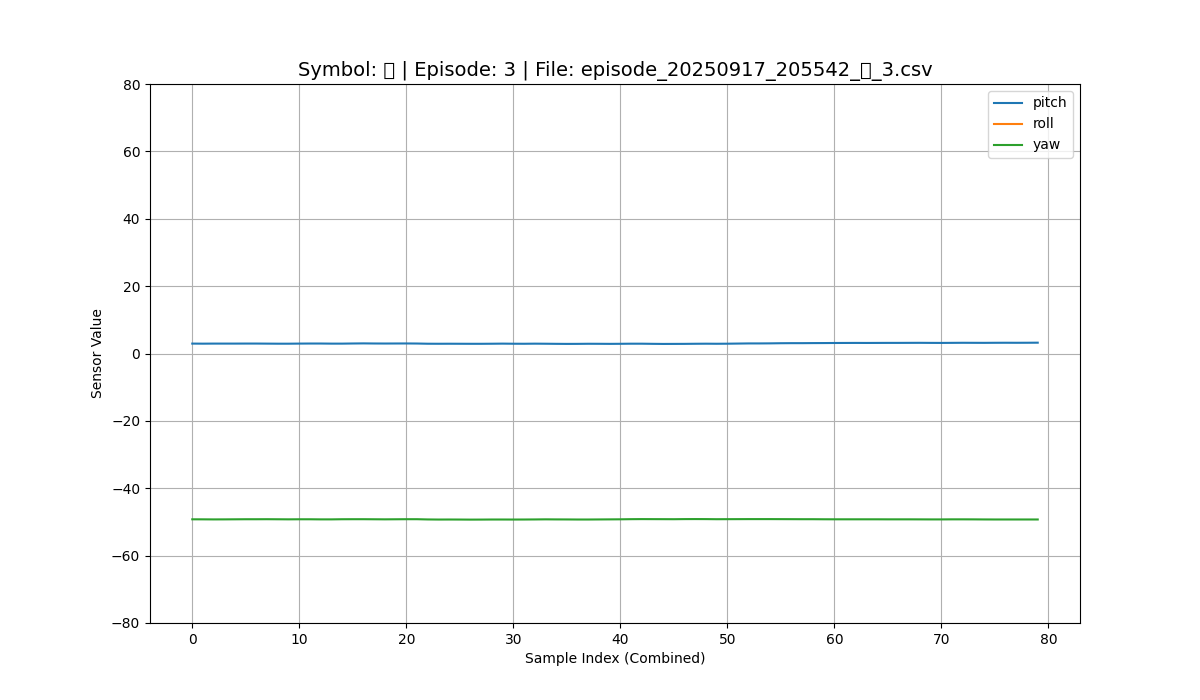 Symbol: | Episode: 3 | File: episode_20250917_205542_ _3.csv
80
60
40
20
0
−20
−40
−60
−80
Sensor Value
0 10 20 30 40 50 60 70 80
Sample Index (Combined)
pitch
roll
yaw